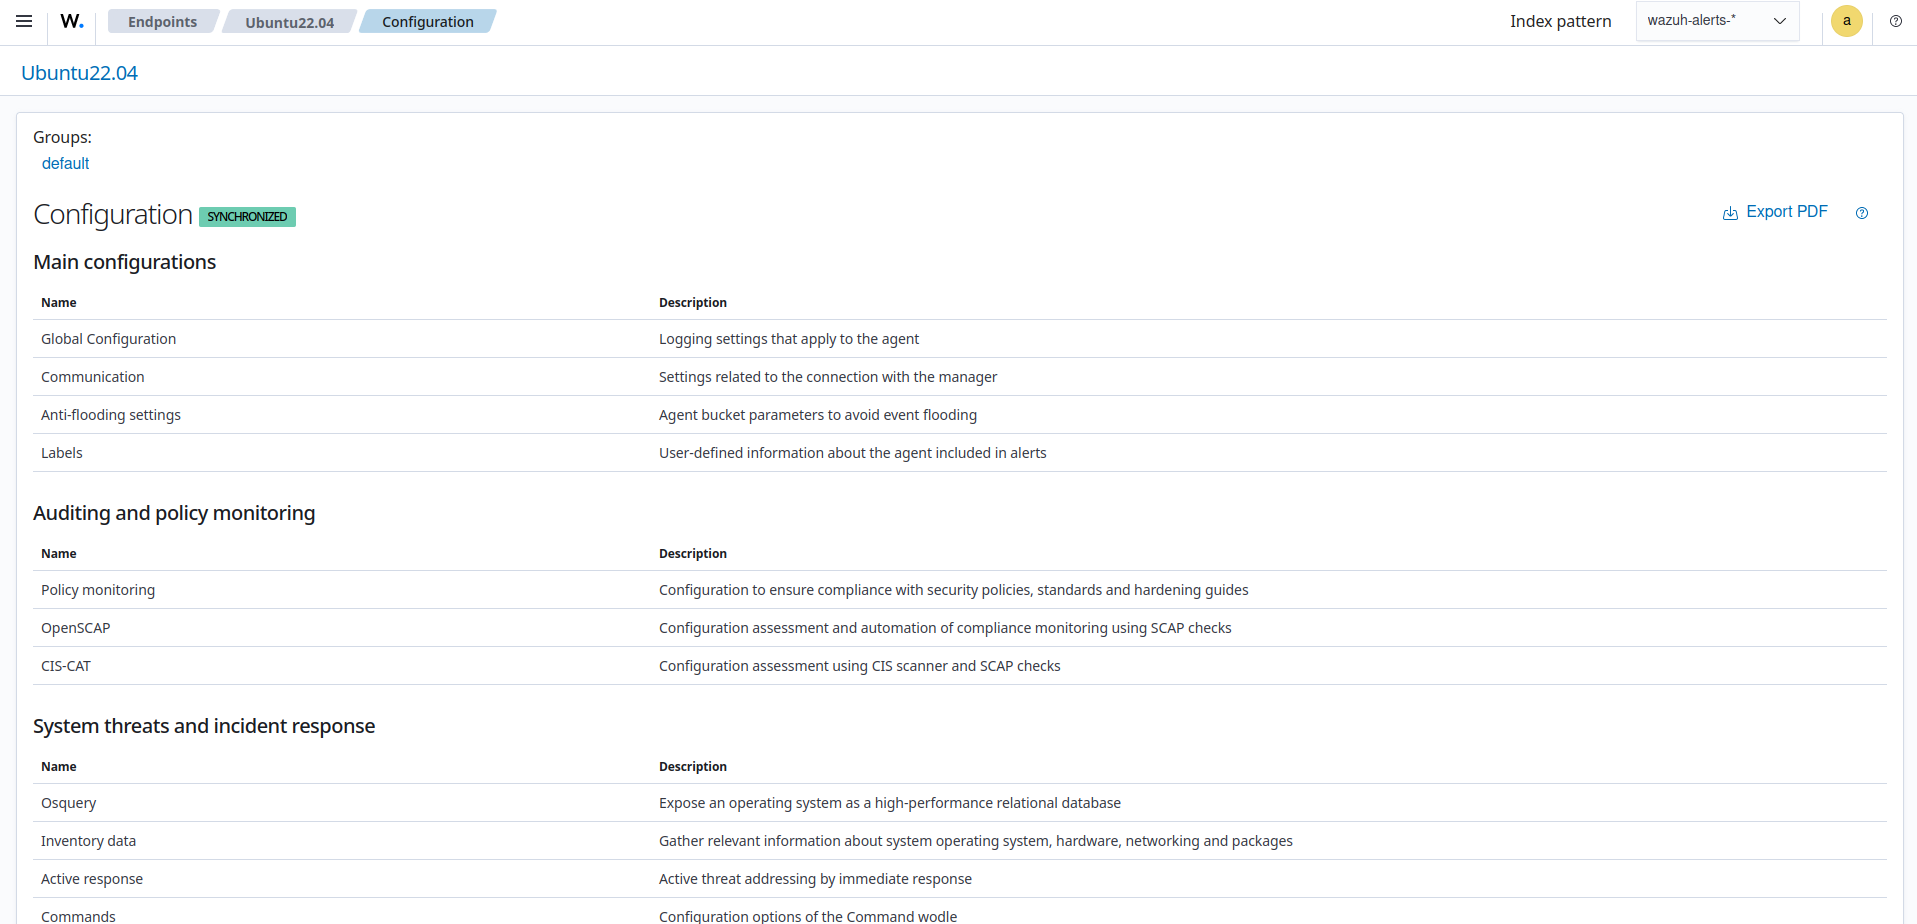 W. Endpoints Ubuntu22.04 Configuration Index pattern wazuh-alerts-* a
Ubuntu22.04
Groups:
default
Configuration SYNCHRONIZED Export PDF
Main configurations
Name Description
Global Configuration Logging settings that apply to the agent
Communication Settings related to the connection with the manager
Anti-flooding settings Agent bucket parameters to avoid event flooding
Labels User-defined information about the agent included in alerts
Auditing and policy monitoring
Name Description
Policy monitoring Configuration to ensure compliance with security policies, standards and hardening guides
OpenSCAP Configuration assessment and automation of compliance monitoring using SCAP checks
CIS-CAT Configuration assessment using CIS scanner and SCAP checks
System threats and incident response
Name Description
Osquery Expose an operating system as a high-performance relational database
Inventory data Gather relevant information about system operating system, hardware, networking and packages
Active response Active threat addressing by immediate response
Commands Configuration options of the Command wodle